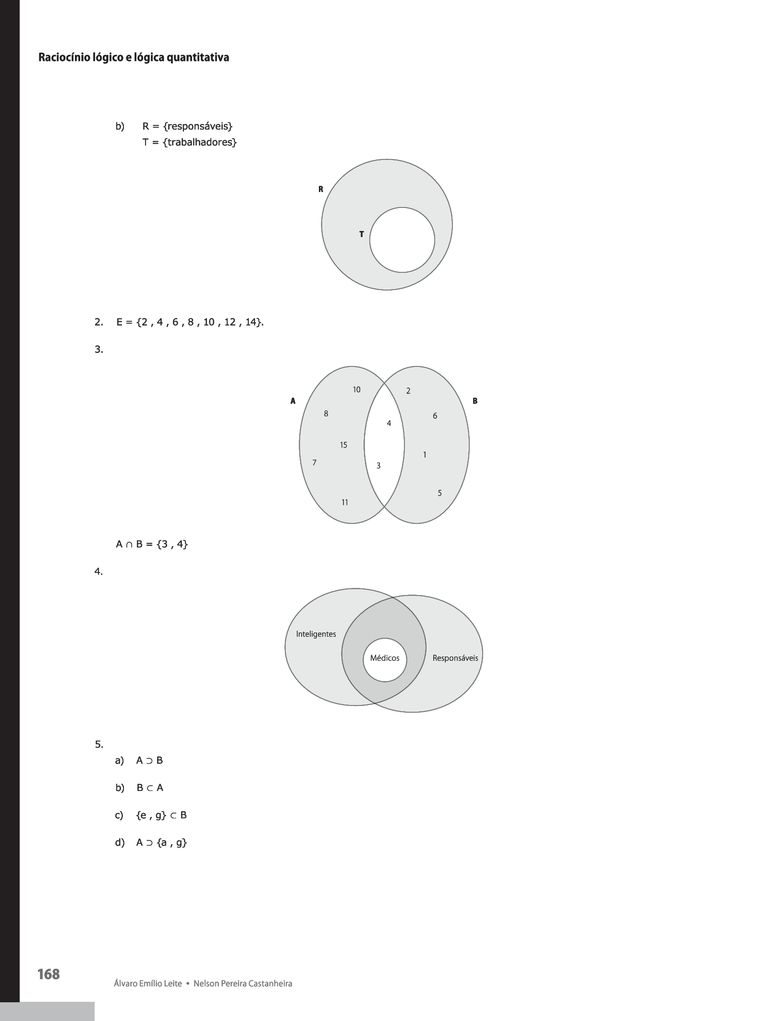 Raciocínio lógico e lógica quantitativa
b) R = {responsáveis}
T = {trabalhadores}
R
T
2. E = {2 , 4 , 6 , 8 , 10 , 12 , 14}.
3.
A
B
10
2
8
4
6
15
1
7
3
5
11
A ∩ B = {3 , 4}
4.
Inteligentes
Médicos
Responsáveis
5.
a) A ⊃ B
b) B ⊂ A
c) {e , g} ⊂ B
d) A ⊃ {a , g}
168
Álvaro Emílio Leite • Nelson Pereira Castanheira